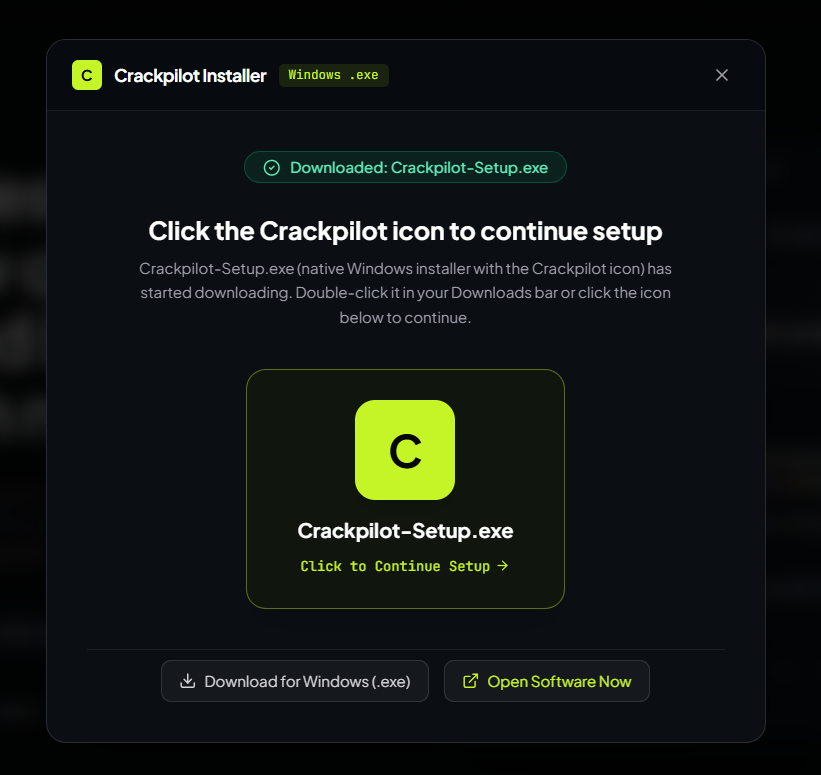 C Crackpilot Installer Windows .exe
Downloaded: Crackpilot-Setup.exe
Click the Crackpilot icon to continue setup
Crackpilot-Setup.exe (native Windows installer with the Crackpilot icon) has
started downloading. Double-click it in your Downloads bar or click the icon
below to continue.
C
Crackpilot-Setup.exe
Click to Continue Setup →
Download for Windows (.exe) Open Software Now